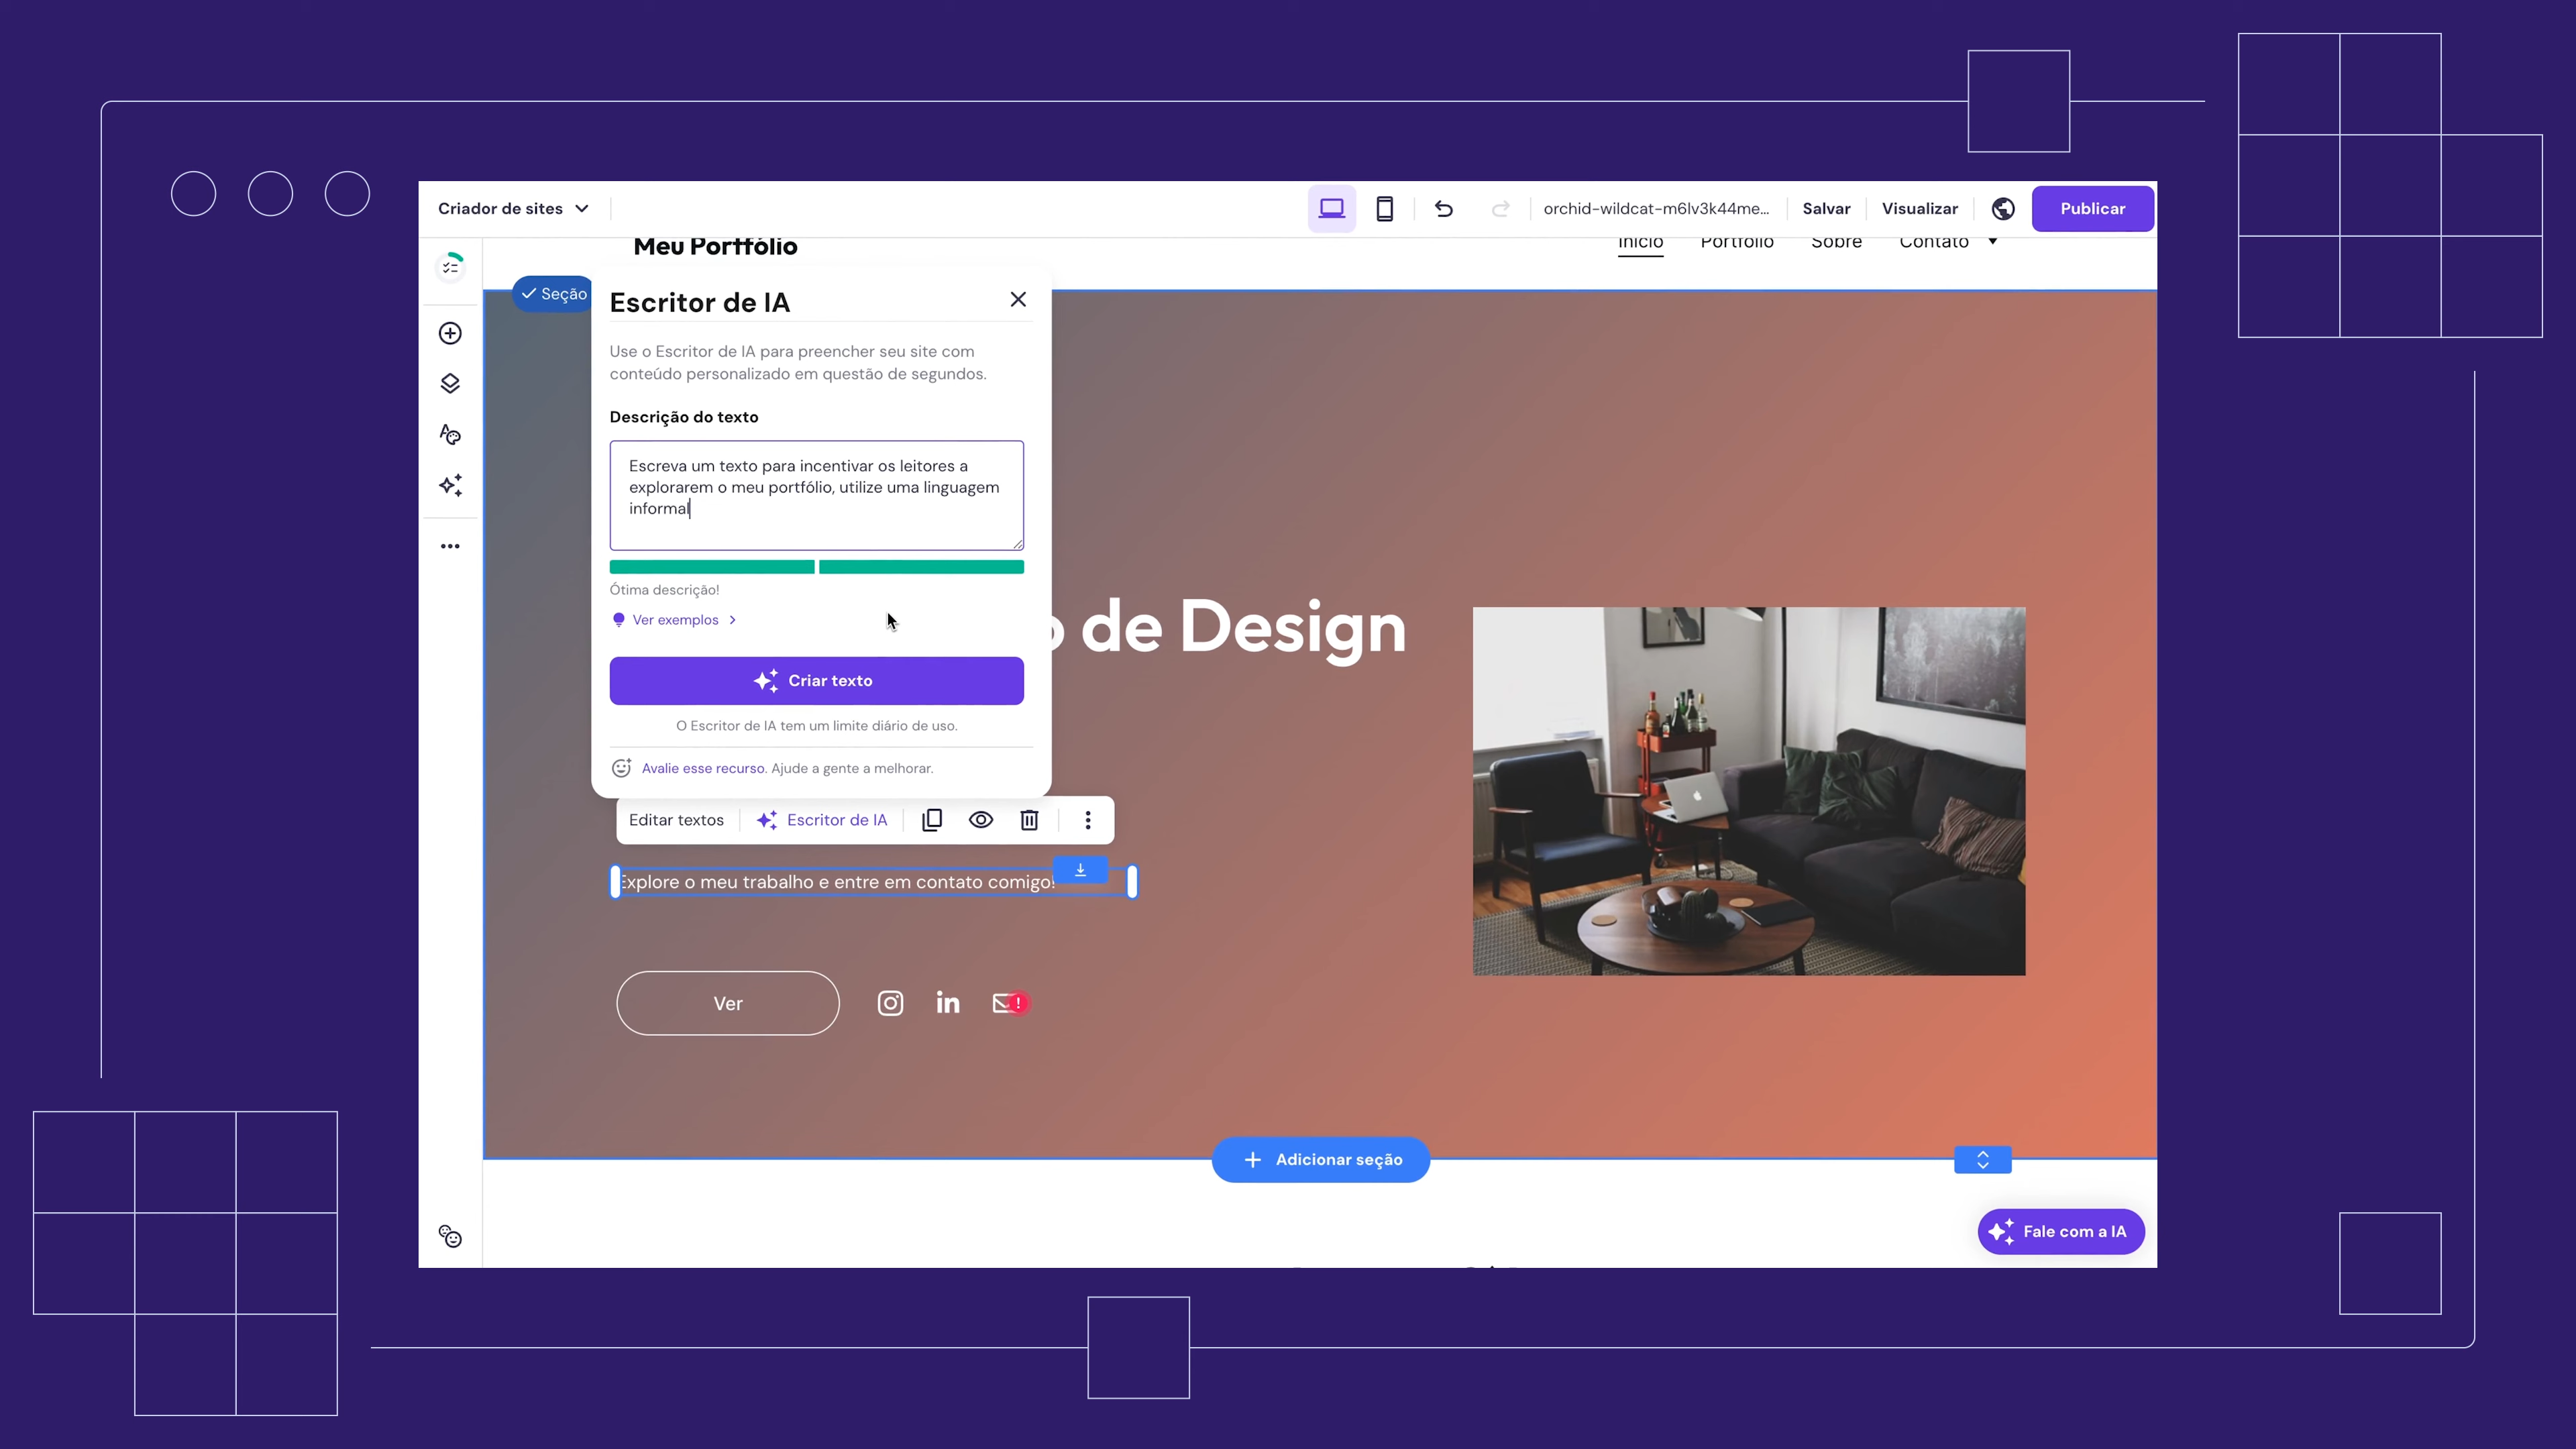 Criador de sites
orchid-wildcat-m6lv3k44me...
Salvar
Visualizar
Publicar
Meu Portfólio
Início
Portfólio
Sobre
Contato
Seção
Escritor de IA
Use o Escritor de IA para preencher seu site com
conteúdo personalizado em questão de segundos.
Descrição do texto
Escreva um texto para incentivar os leitores a
explorarem o meu portfólio, utilize uma linguagem
informal
Ótima descrição!
Ver exemplos
de Design
Criar texto
O Escritor de IA tem um limite diário de uso.
Avalie esse recurso. Ajude a gente a melhorar.
Editar textos
Escritor de IA
Explore o meu trabalho e entre em contato comigo!
Ver
Adicionar seção
Fale com a IA